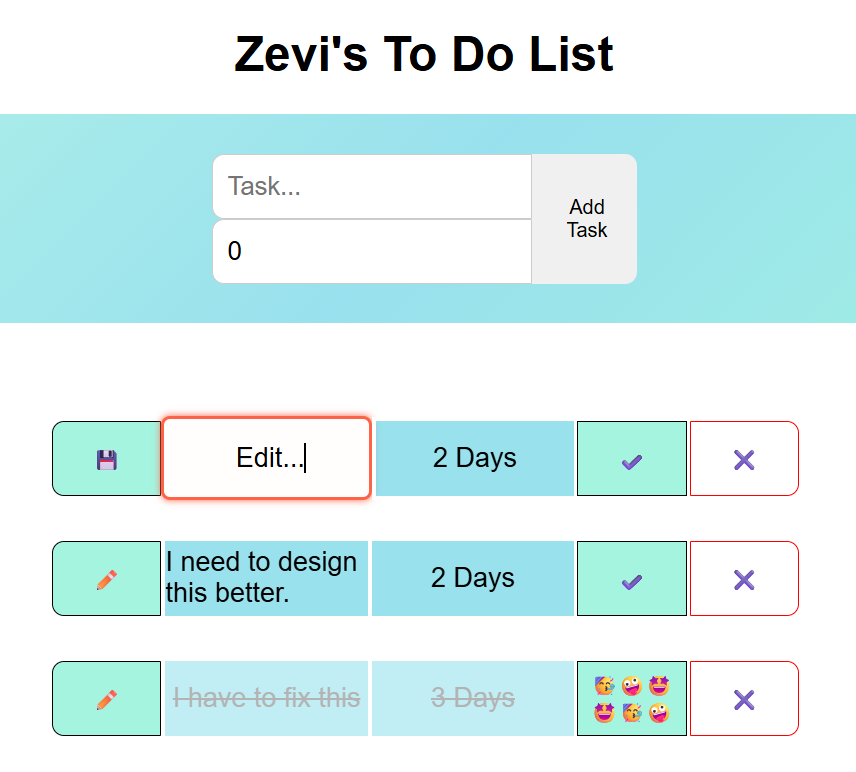 Zevi's To Do List
Task...
Add
Task
0
Edit...
2 Days
I need to design
this better.
2 Days
I have to fix this
3 Days